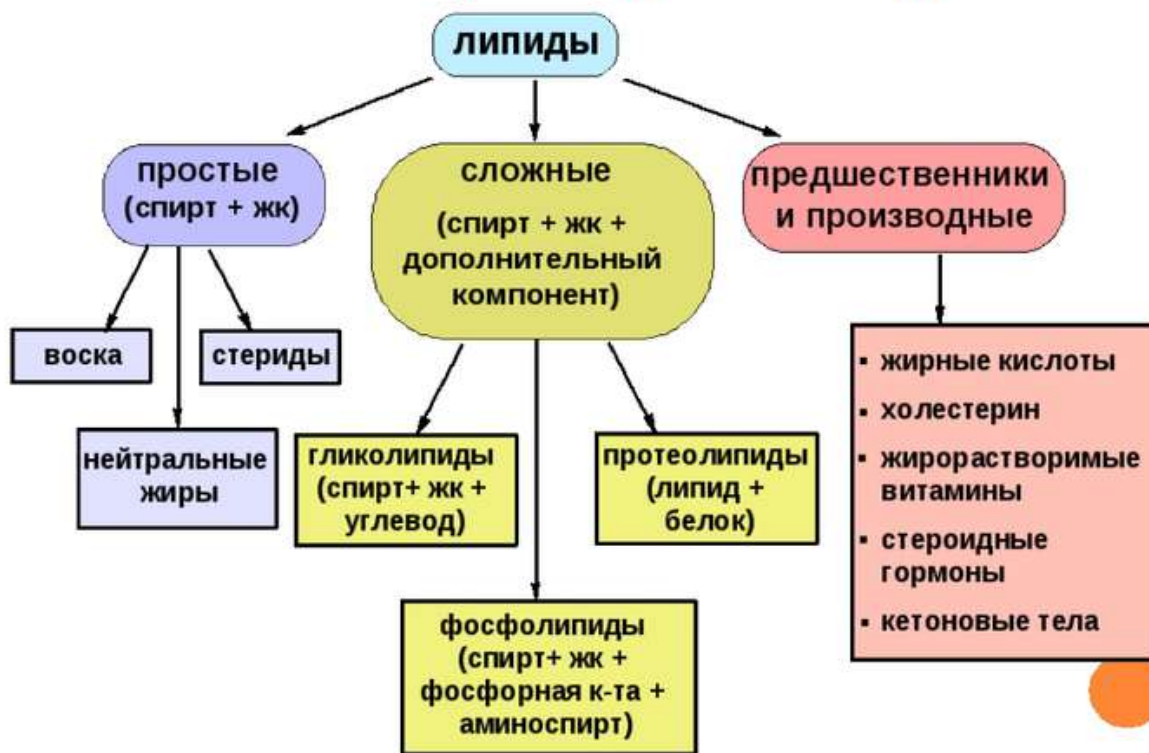 липиды
простые
(спирт + жк)
сложные
(спирт + жк +
дополнительный
компонент)
предшественники
и производные
воска
стериды
нейтральные
жиры
гликолипиды
(спирт+ жк +
углевод)
протеолипиды
(липид +
белок)
фосфолипиды
(спирт+ жк +
фосфорная к-та +
аминоспирт)
▪ жирные кислоты
▪ холестерин
▪ жирорастворимые
витамины
▪ стероидные
гормоны
▪ кетоновые тела